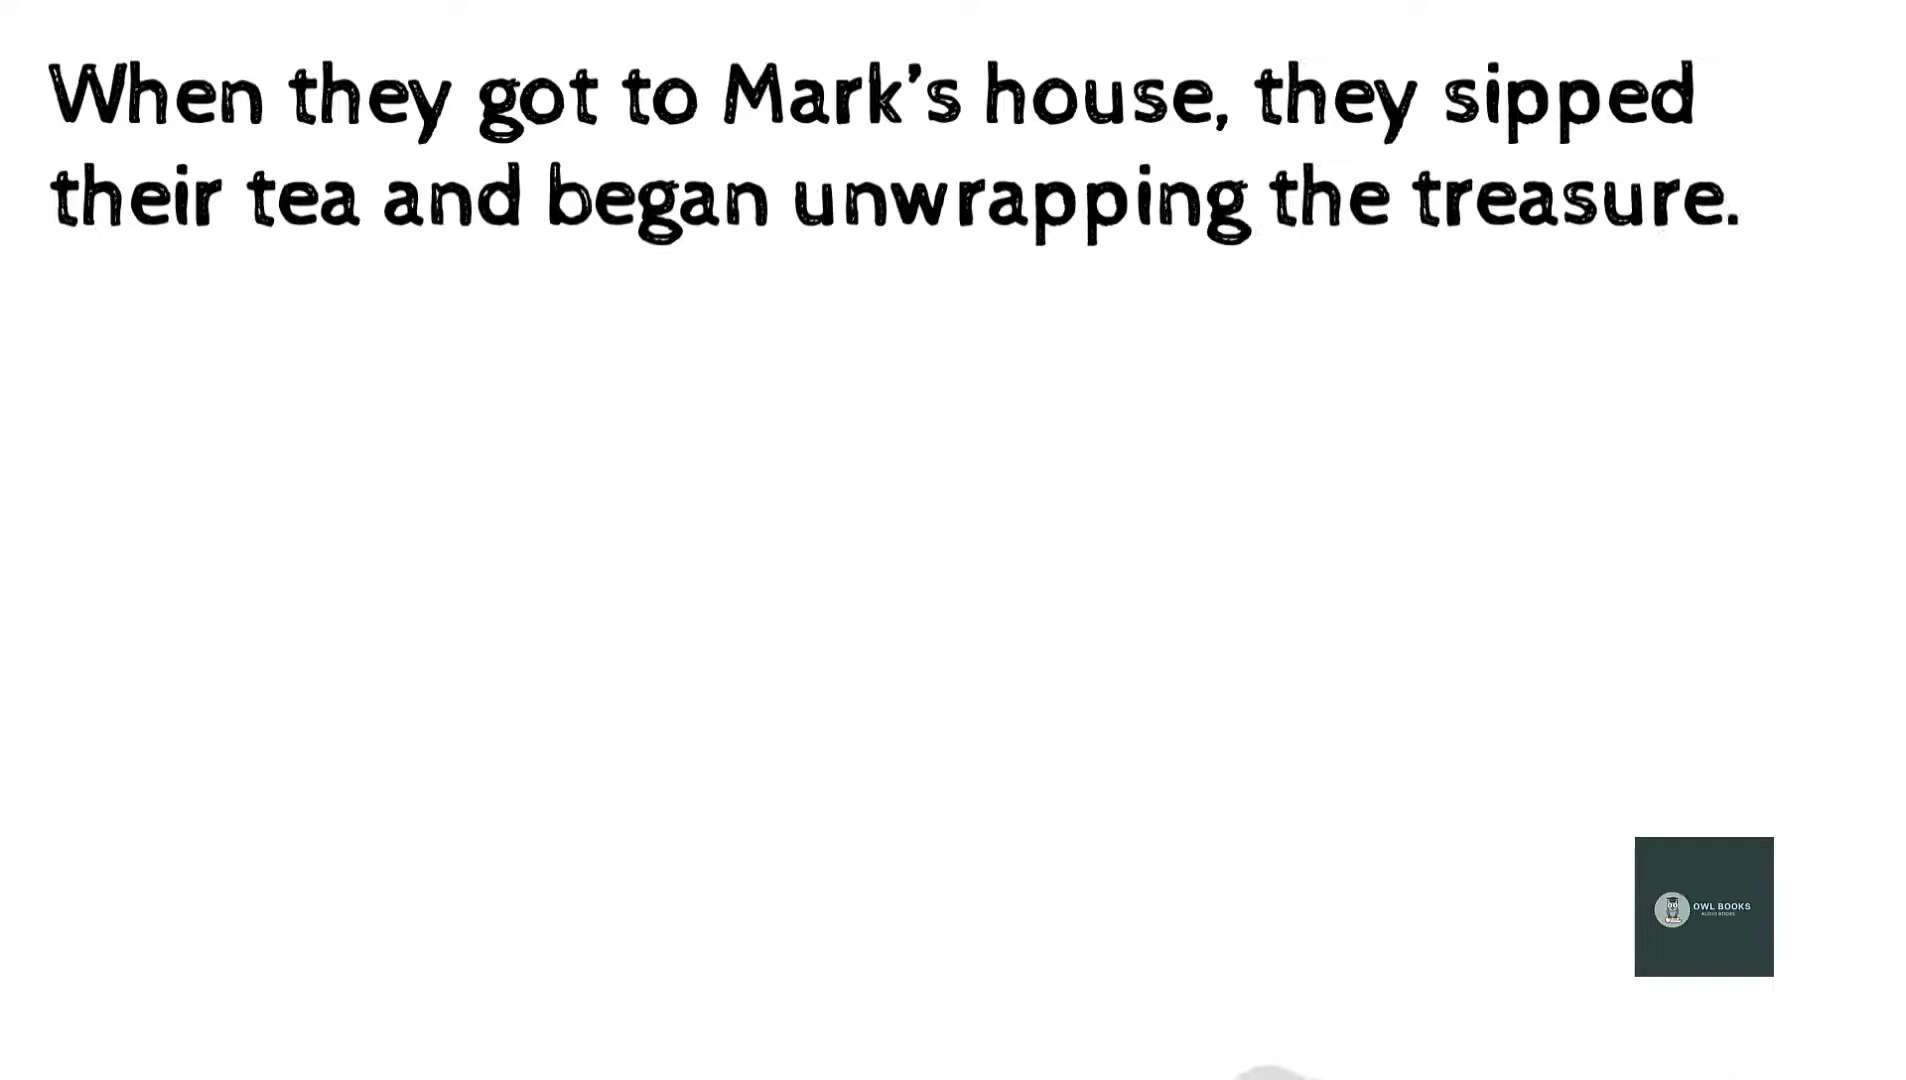 When they got to Mark's house, they sipped
their tea and began unwrapping the treasure.
OWL BOOKS
AUDIO BOOKS